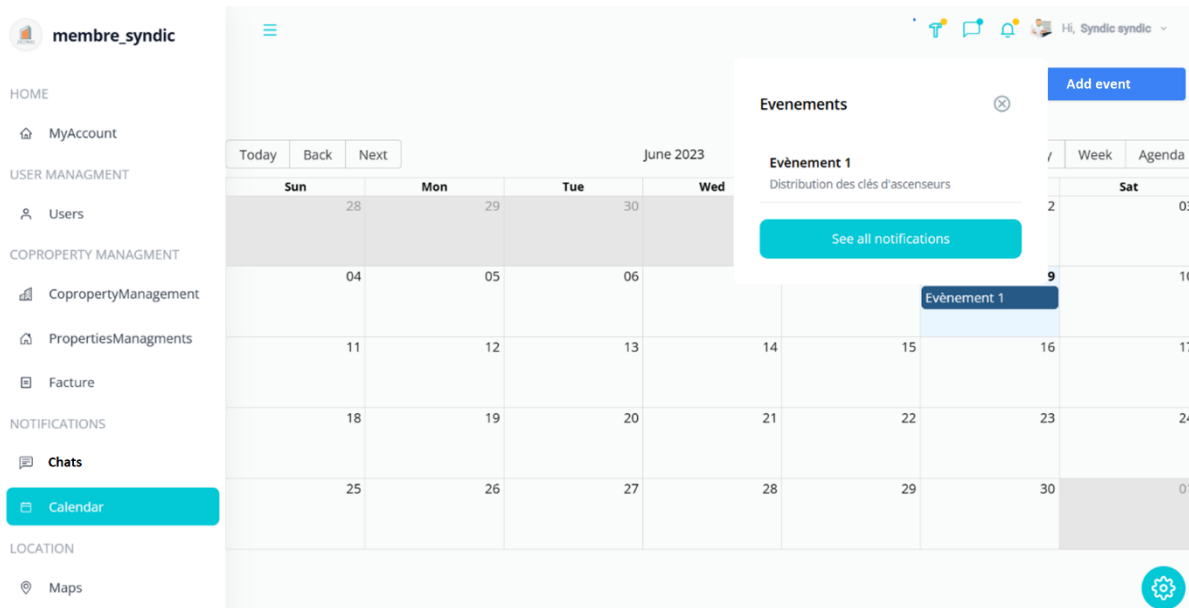 membre_syndic
Hi, Syndic syndic
HOME
Add event
MyAccount
Evenements
USER MANAGMENT
Today Back Next
June 2023
Evènement 1
y Week Agenda
Distribution des clés d'ascenseurs
Users
Sun Mon Tue Wed Sat
28 29 30 2 03
See all notifications
COPROPERTY MANAGMENT
CopropertyManagement
04 05 06 9 10
Evènement 1
PropertiesManagments
11 12 13 14 15 16 17
Facture
NOTIFICATIONS
18 19 20 21 22 23 24
Chats
Calendar
25 26 27 28 29 30 01
LOCATION
Maps